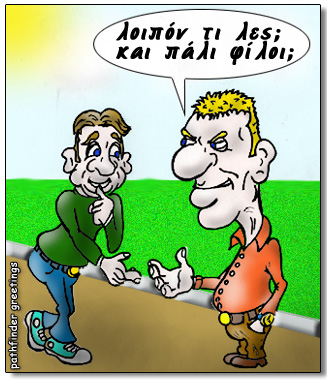 λοιπόν τι λες;
και πάλι φίλοι;
pathfinder greetings